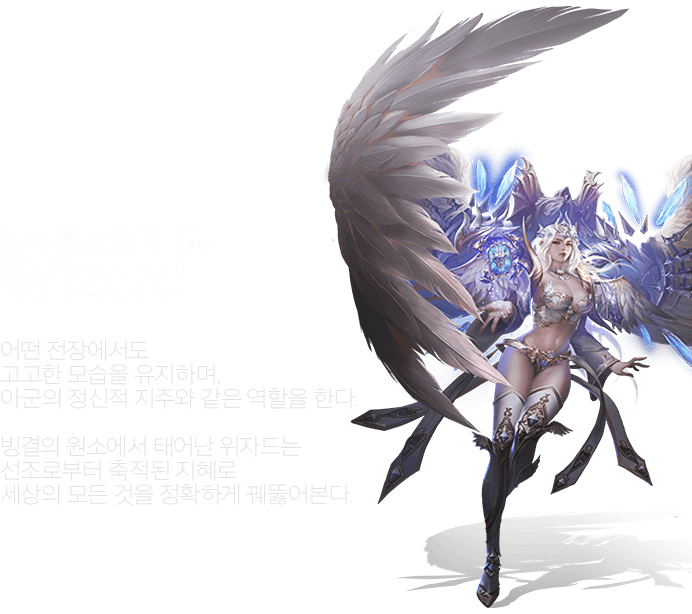 WIZARD
어떤 전장에서도
고고한 모습을 유지하며,
아군의 정신적 지주와 같은 역할을 한다.
빙결의 원소에서 태어난 위자드는
선조로부터 축적된 지혜로
세상의 모든 것을 정확하게 꿰뚫어본다.